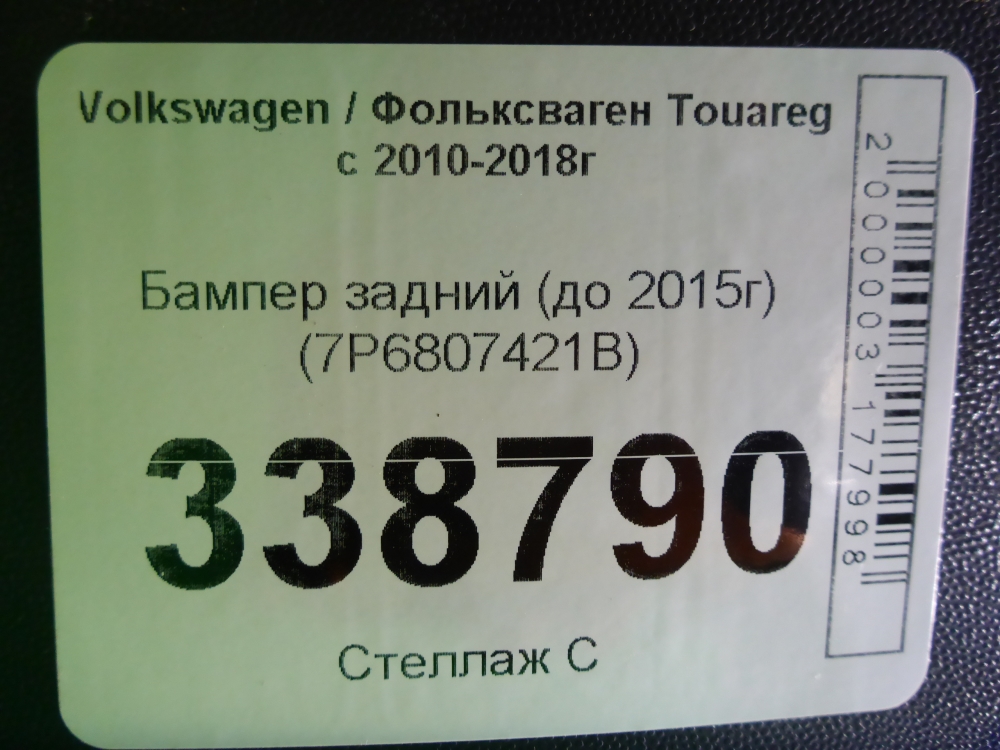 Volkswagen / Фольксваген Touareg
с 2010-2018г
Бампер задний (до 2015г)
(7P6807421B)
338790
Стеллаж С
2000003177998